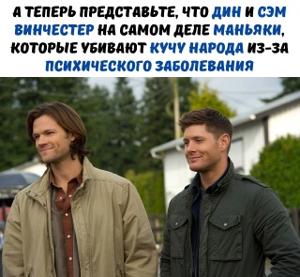 А ТЕПЕРЬ ПРЕДСТАВЬТЕ, ЧТО ДИН И СЭМ
ВИНЧЕСТЕР НА САМОМ ДЕЛЕ МАНЬЯКИ,
КОТОРЫЕ УБИВАЮТ КУЧУ НАРОДА ИЗ-ЗА
ПСИХИЧЕСКОГО ЗАБОЛЕВАНИЯ